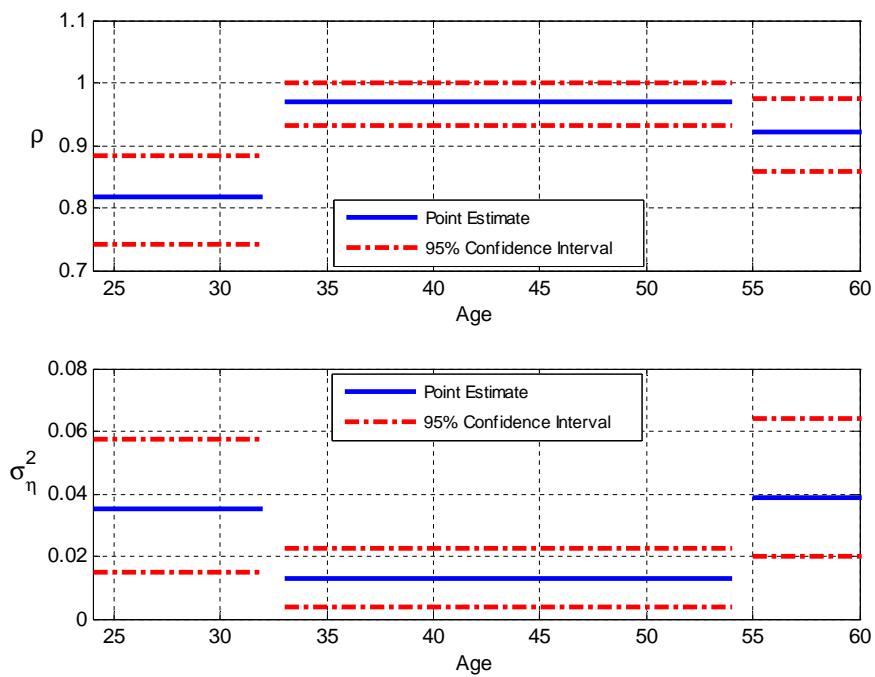 1.1
1
0.9
0.8
0.7
ρ
Point Estimate
95% Confidence Interval
25 30 35 40 45 50 55 60
Age
0.08
0.06
0.04
0.02
0
σ²η
Point Estimate
95% Confidence Interval
25 30 35 40 45 50 55 60
Age